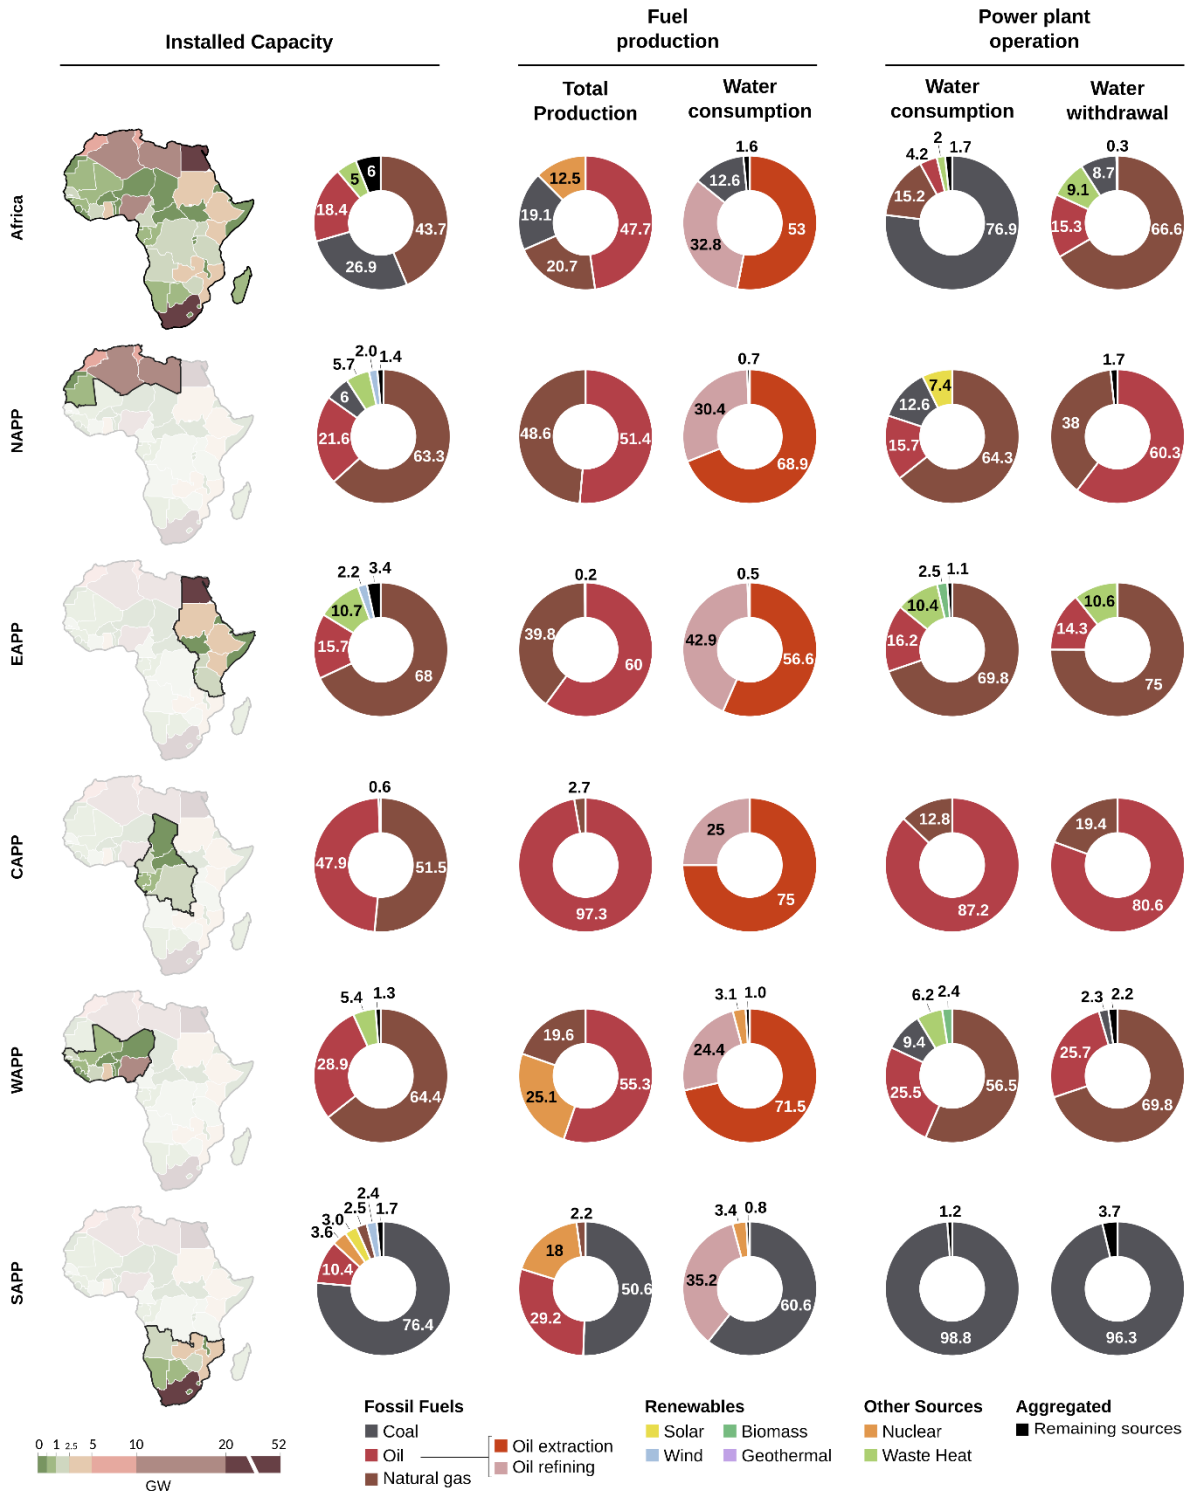 Installed Capacity
Fuel
production
Power plant
operation
Total
Production
Water
consumption
Water
consumption
Water
withdrawal
Africa
6
5
18.4
43.7
26.9
12.5
19.1
47.7
20.7
1.6
12.6
32.8
53
4.2
2
1.7
15.2
76.9
0.3
8.7
9.1
15.3
66.6
NAPP
5.7
2.0
1.4
6
21.6
63.3
48.6
51.4
0.7
30.4
68.9
7.4
12.6
15.7
64.3
1.7
38
60.3
EAPP
2.2
3.4
10.7
15.7
68
0.2
39.8
60
0.5
42.9
56.6
2.5
1.1
10.4
16.2
69.8
10.6
14.3
75
CAPP
0.6
47.9
51.5
2.7
97.3
25
75
12.8
87.2
19.4
80.6
WAPP
5.4
1.3
28.9
64.4
19.6
25.1
55.3
3.1
1.0
24.4
71.5
6.2
2.4
9.4
25.5
56.5
2.3
2.2
25.7
69.8
SAPP
2.4
2.5
1.7
3.0
3.6
10.4
76.4
2.2
18
50.6
29.2
3.4
0.8
35.2
60.6
1.2
98.8
3.7
96.3
0 1 2.5 5 10 20 52
GW
Fossil Fuels
Coal
Oil
Natural gas
Oil extraction
Oil refining
Renewables
Solar
Biomass
Wind
Geothermal
Other Sources
Nuclear
Waste Heat
Aggregated
Remaining sources